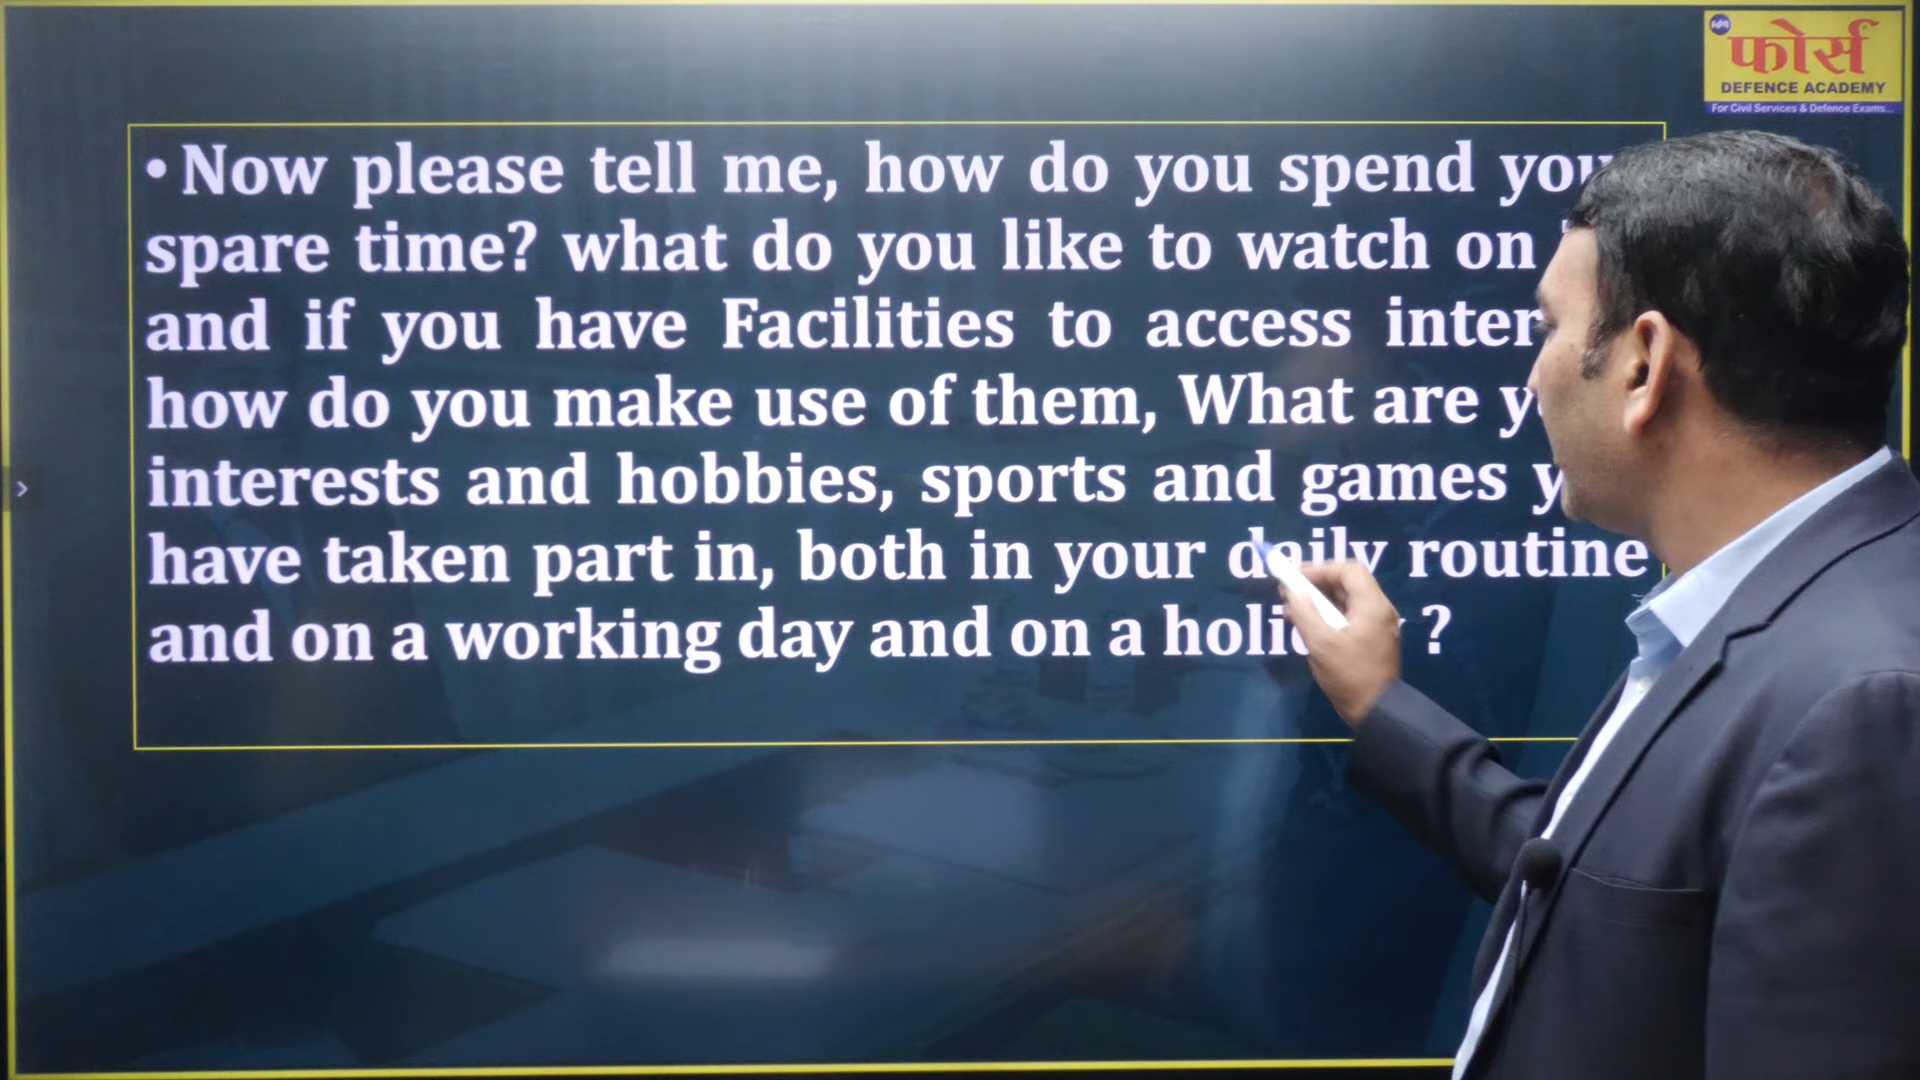 फोर्स
DEFENCE ACADEMY
For Civil Services & Defence Exams...
• Now please tell me, how do you spend
spare time? what do you like to watch on
and if you have Facilities to access
how do you make use of them, What are
interests and hobbies, sports and games
have taken part in, both in your daily routine
and on a working day and on a ?